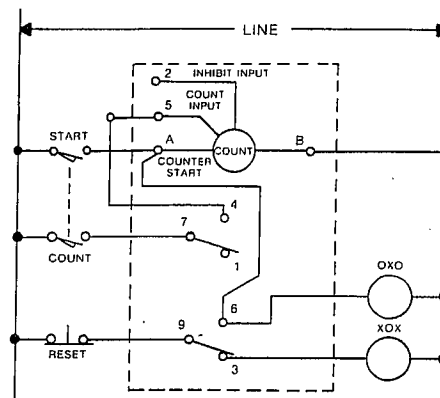 LINE
2 INHIBIT INPUT
5 COUNT
INPUT
START
A
COUNT
B
COUNTER
START
4
7
COUNT
1
OXO
6
9
XOX
RESET
3